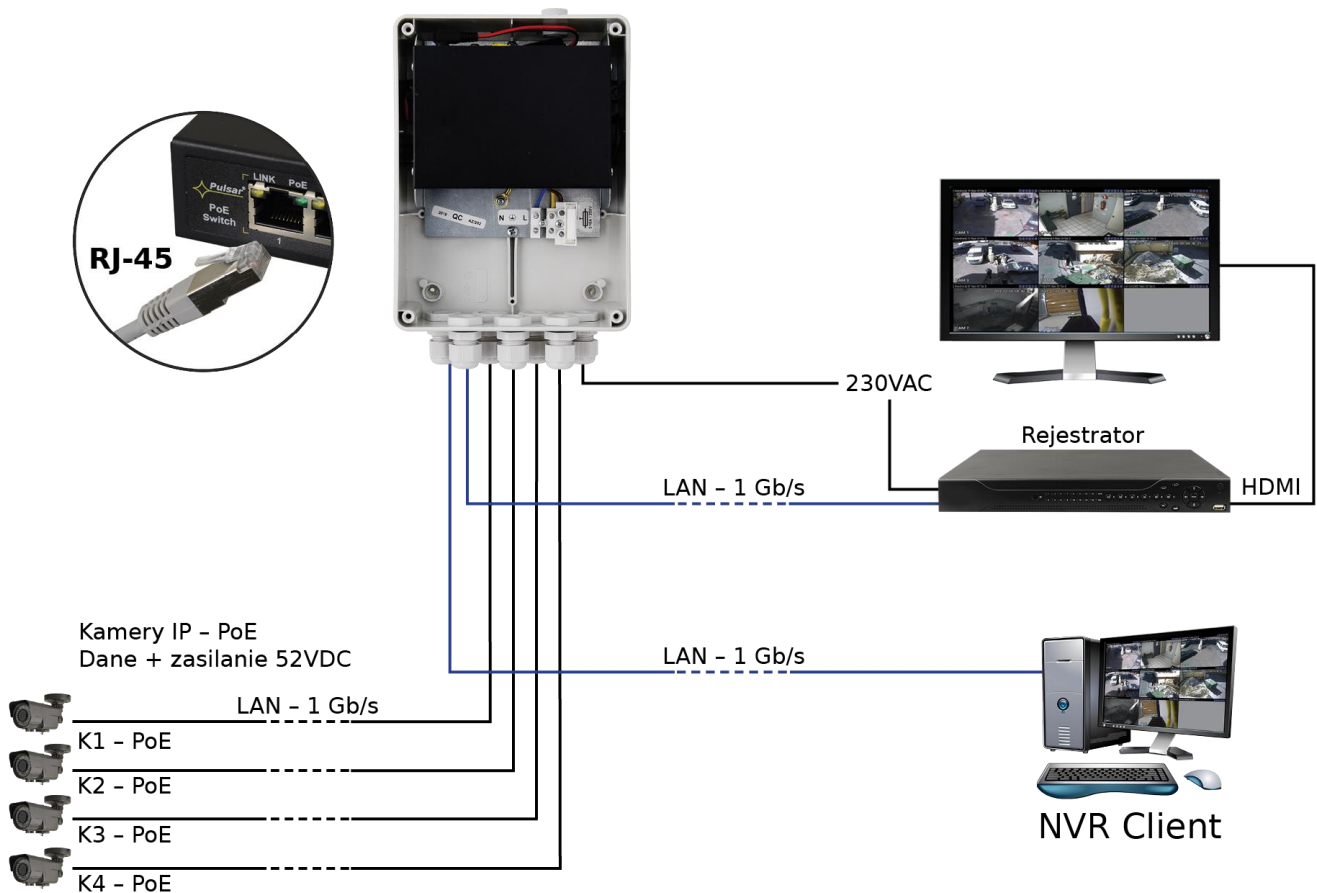 LINK PoE
Pulsar
PoE
Switch
1
RJ-45
QC
N L
230VAC
Rejestrator
LAN – 1 Gb/s
HDMI
Kamery IP – PoE
Dane + zasilanie 52VDC
LAN – 1 Gb/s
LAN – 1 Gb/s
K1 – PoE
K2 – PoE
K3 – PoE
K4 – PoE
NVR Client